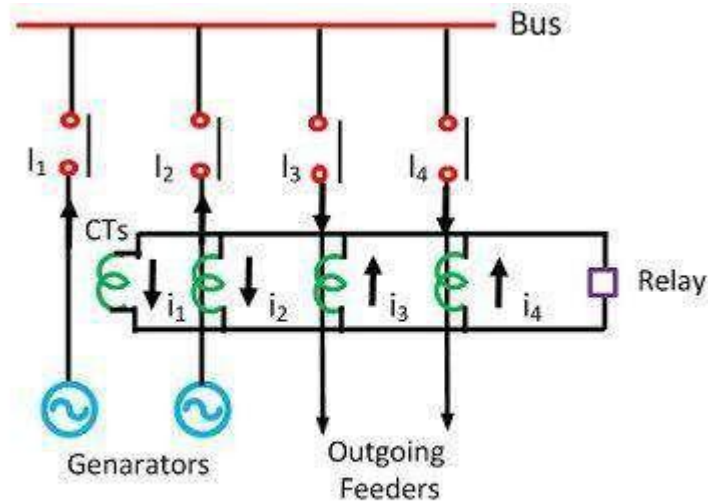 Bus
I₁
I₂
I₃
I₄
CTs
i₁
i₂
i₃
i₄
Relay
Genarators
Outgoing
Feeders